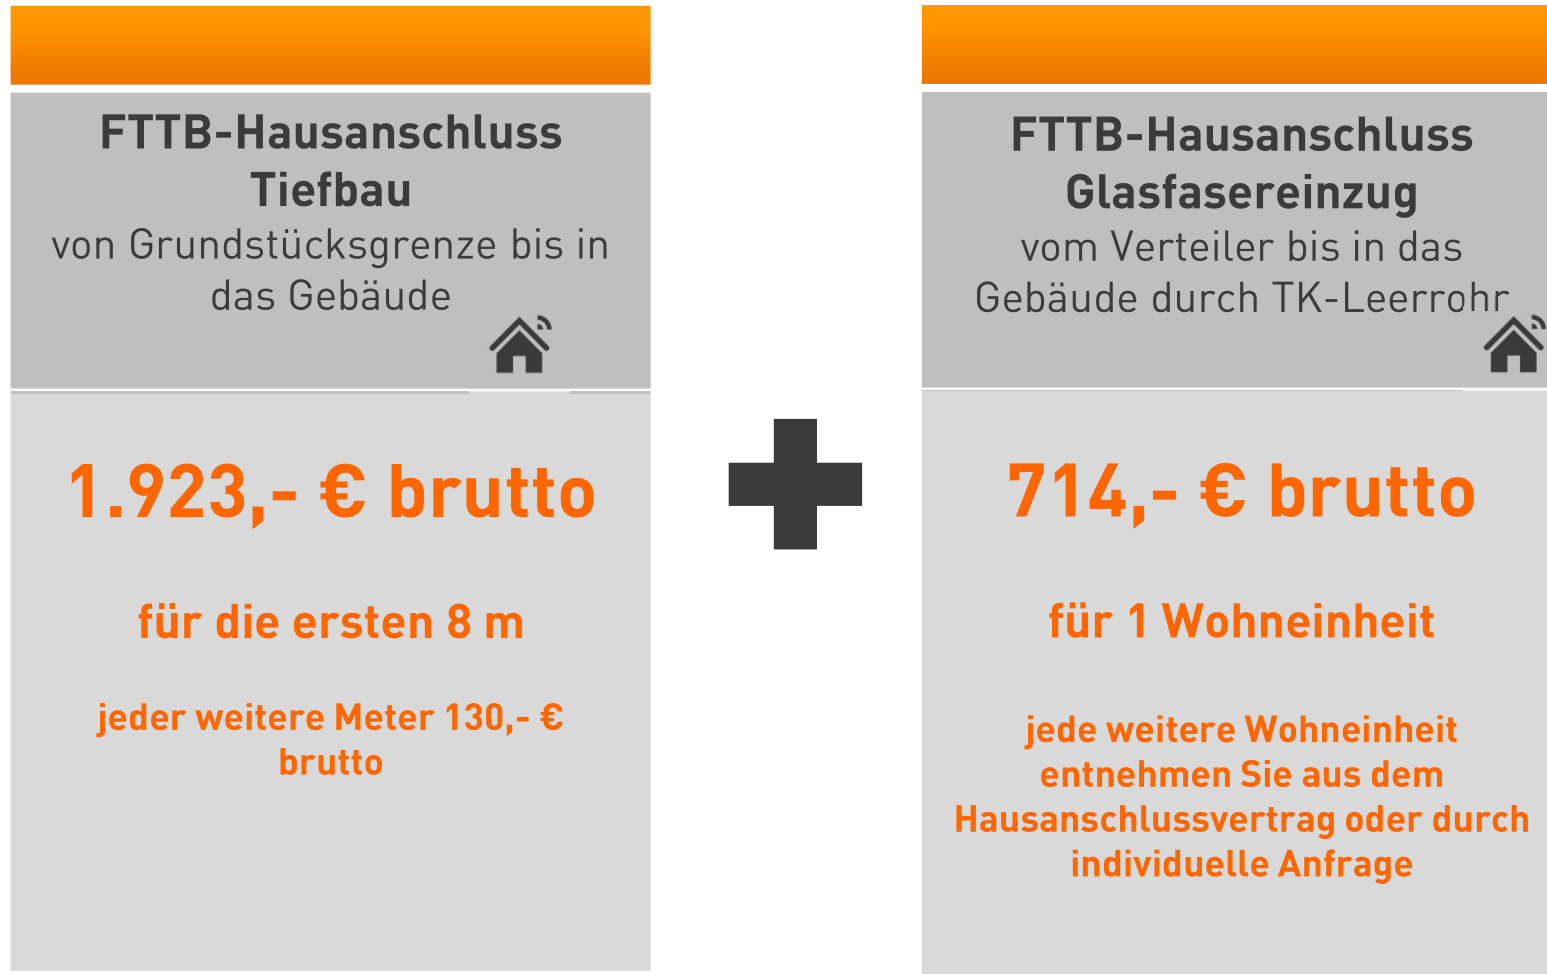 FTTB-Hausanschluss
Tiefbau
von Grundstücksgrenze bis in
das Gebäude
1.923,- € brutto
für die ersten 8 m
jeder weitere Meter 130,- €
brutto
FTTB-Hausanschluss
Glasfasereinzug
vom Verteiler bis in das
Gebäude durch TK-Leerrohr
714,- € brutto
für 1 Wohneinheit
jede weitere Wohneinheit
entnehmen Sie aus dem
Hausanschlussvertrag oder durch
individuelle Anfrage